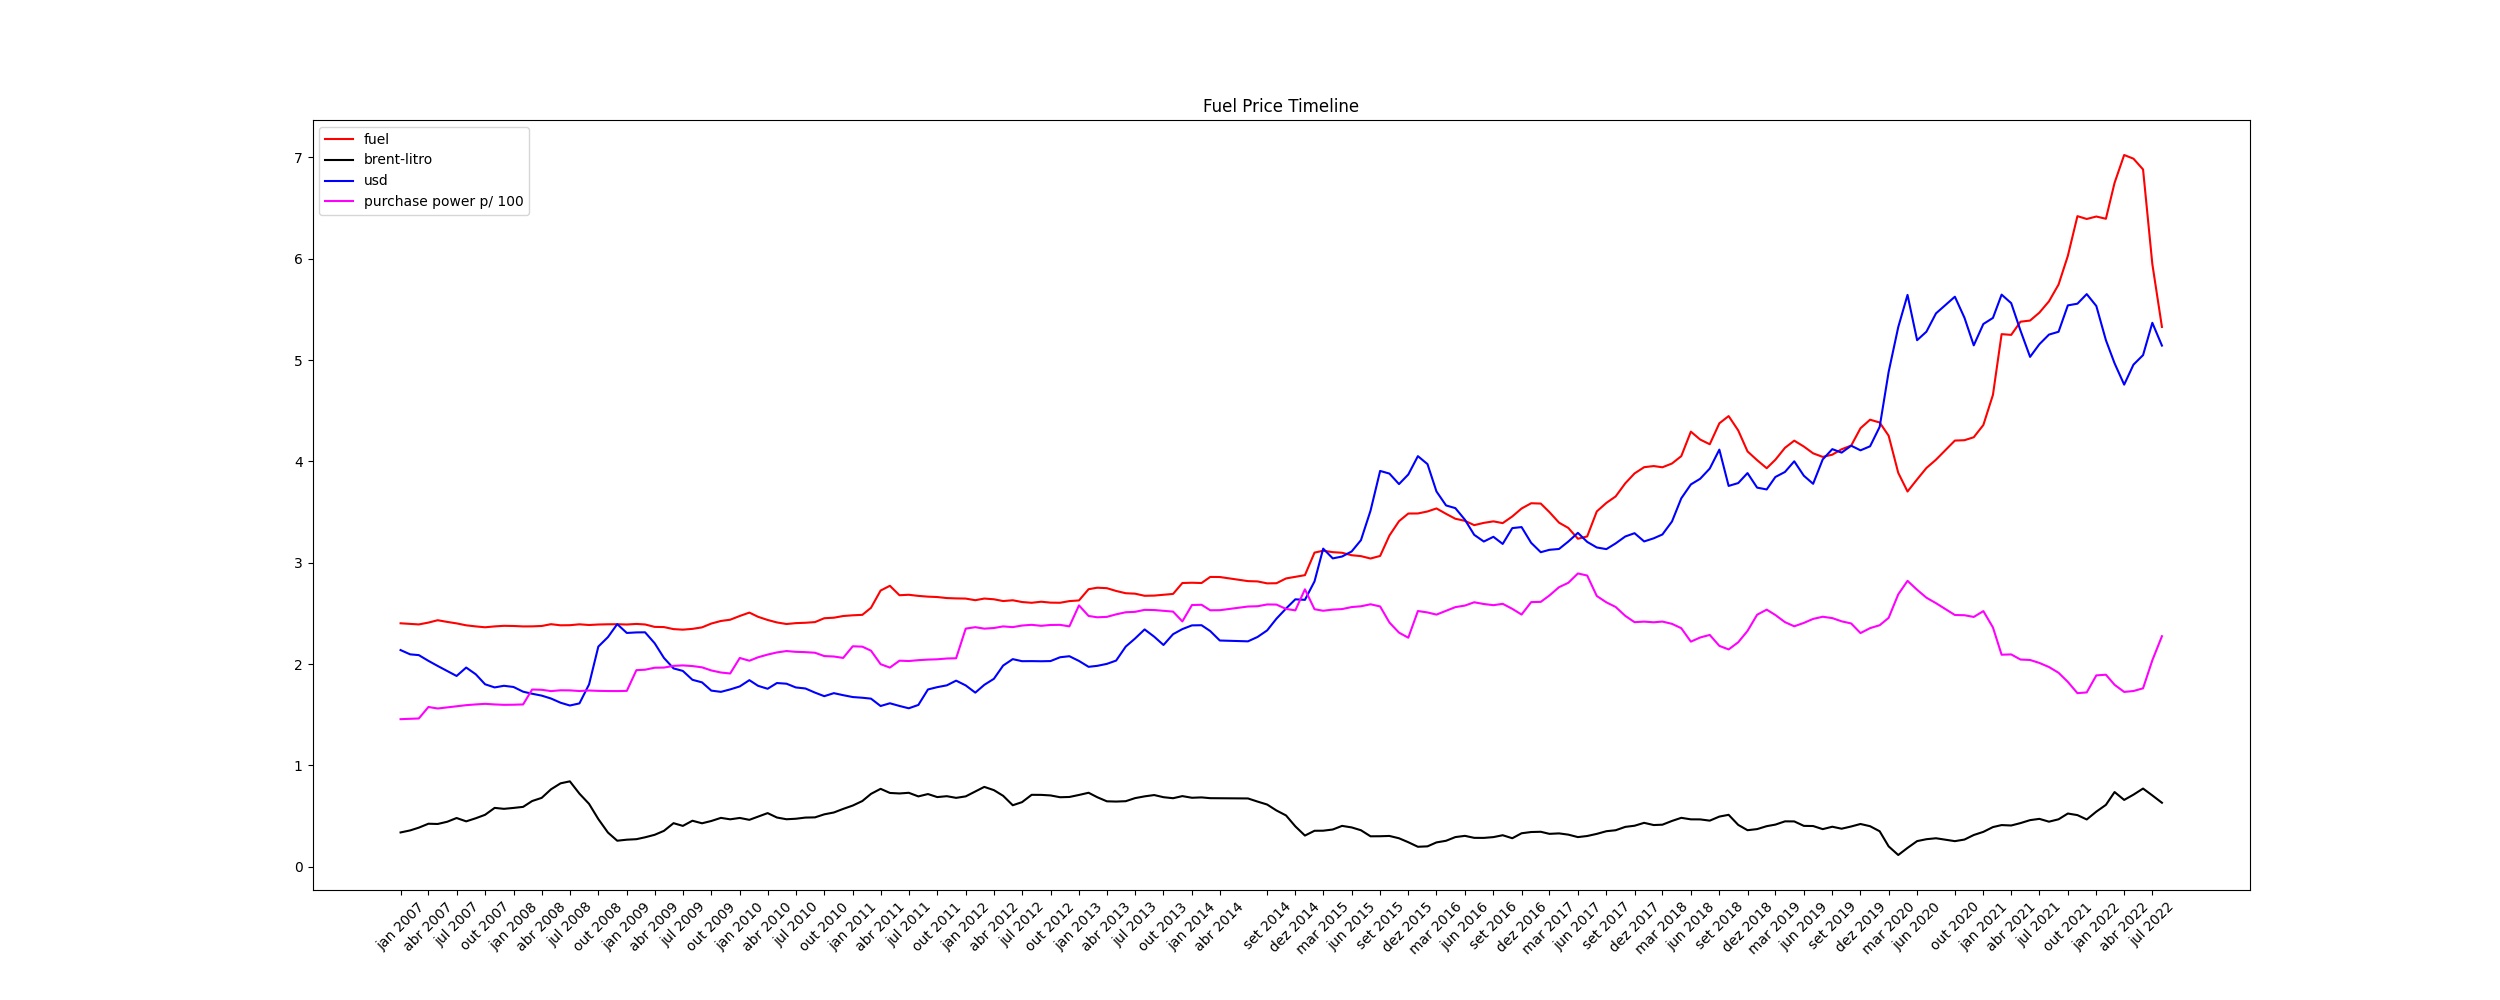 Fuel Price Timeline
fuel
brent-litro
usd
purchase power p/ 100
7
6
5
4
3
2
1
0
jan 2007
abr 2007
jul 2007
out 2007
jan 2008
abr 2008
jul 2008
out 2008
jan 2009
abr 2009
jul 2009
out 2009
jan 2010
abr 2010
jul 2010
out 2010
jan 2011
abr 2011
jul 2011
out 2011
jan 2012
abr 2012
jul 2012
out 2012
jan 2013
abr 2013
jul 2013
out 2013
jan 2014
abr 2014
set 2014
dez 2014
mar 2015
jun 2015
set 2015
dez 2015
mar 2016
jun 2016
set 2016
dez 2016
mar 2017
jun 2017
set 2017
dez 2017
mar 2018
jun 2018
set 2018
dez 2018
mar 2019
jun 2019
set 2019
dez 2019
mar 2020
jun 2020
out 2020
jan 2021
abr 2021
jul 2021
out 2021
jan 2022
abr 2022
jul 2022